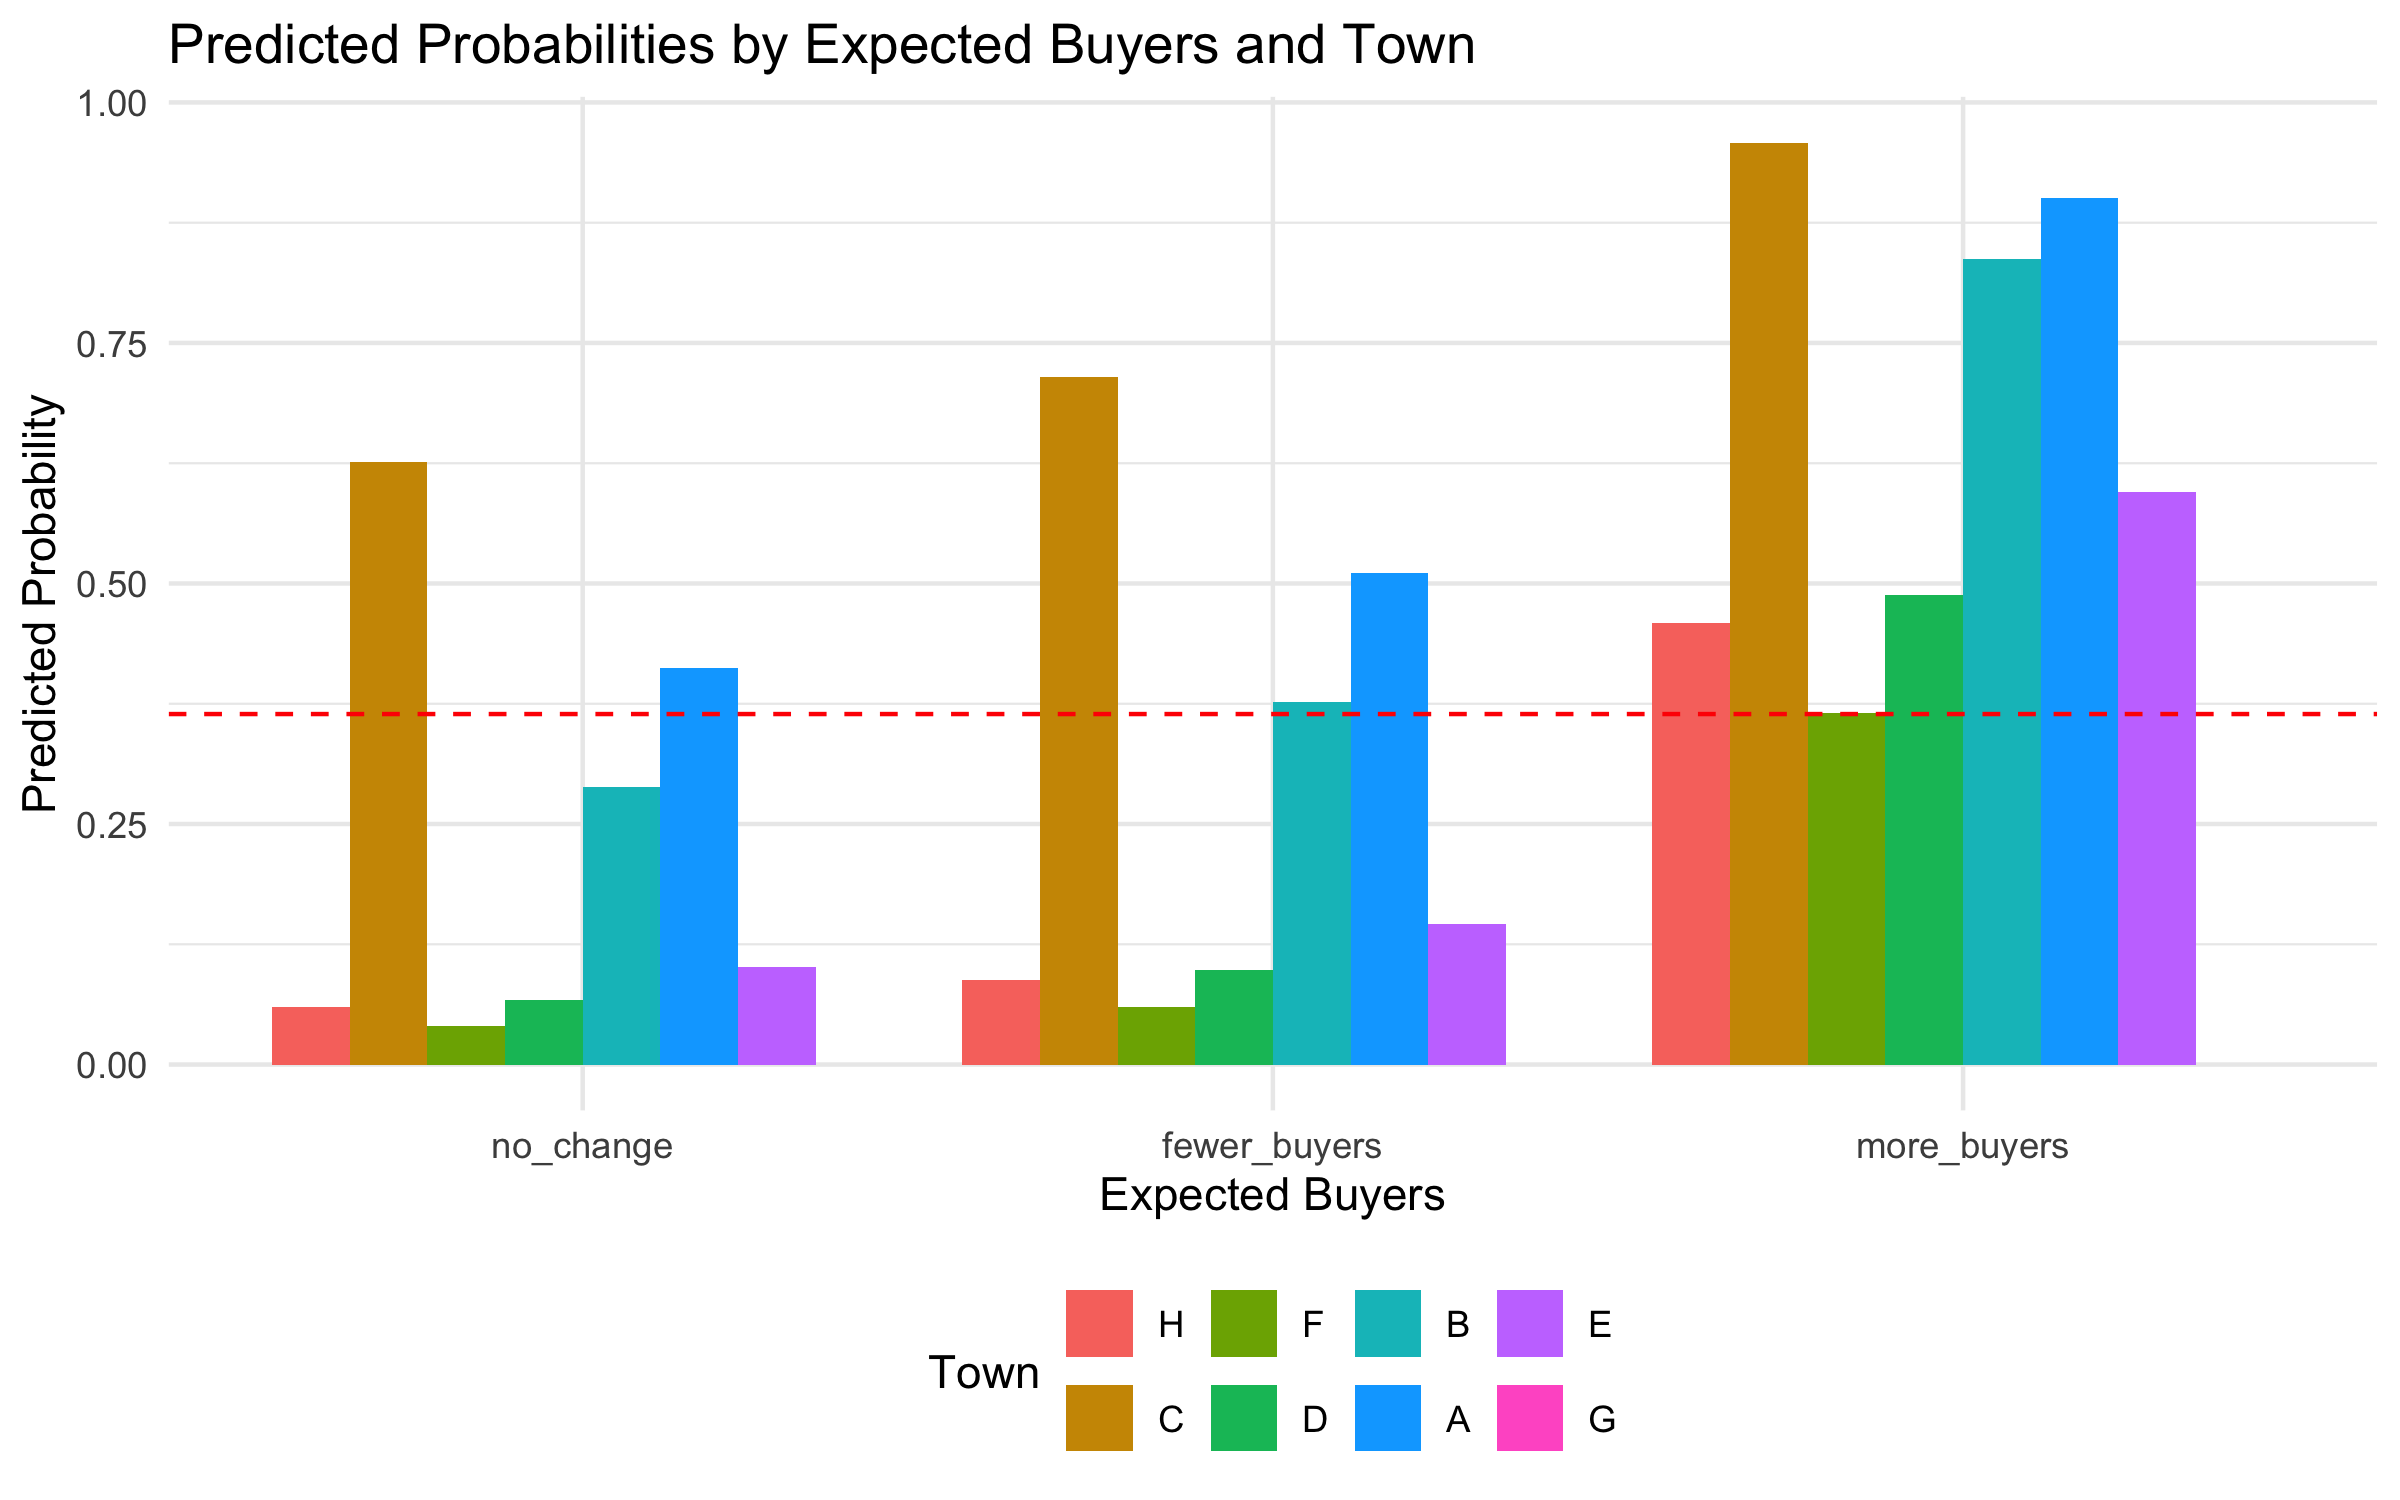 Predicted Probabilities by Expected Buyers and Town
1.00
0.75
0.50
0.25
0.00
Predicted Probability
no_change fewer_buyers more_buyers
Expected Buyers
Town
H F B E
C D A G